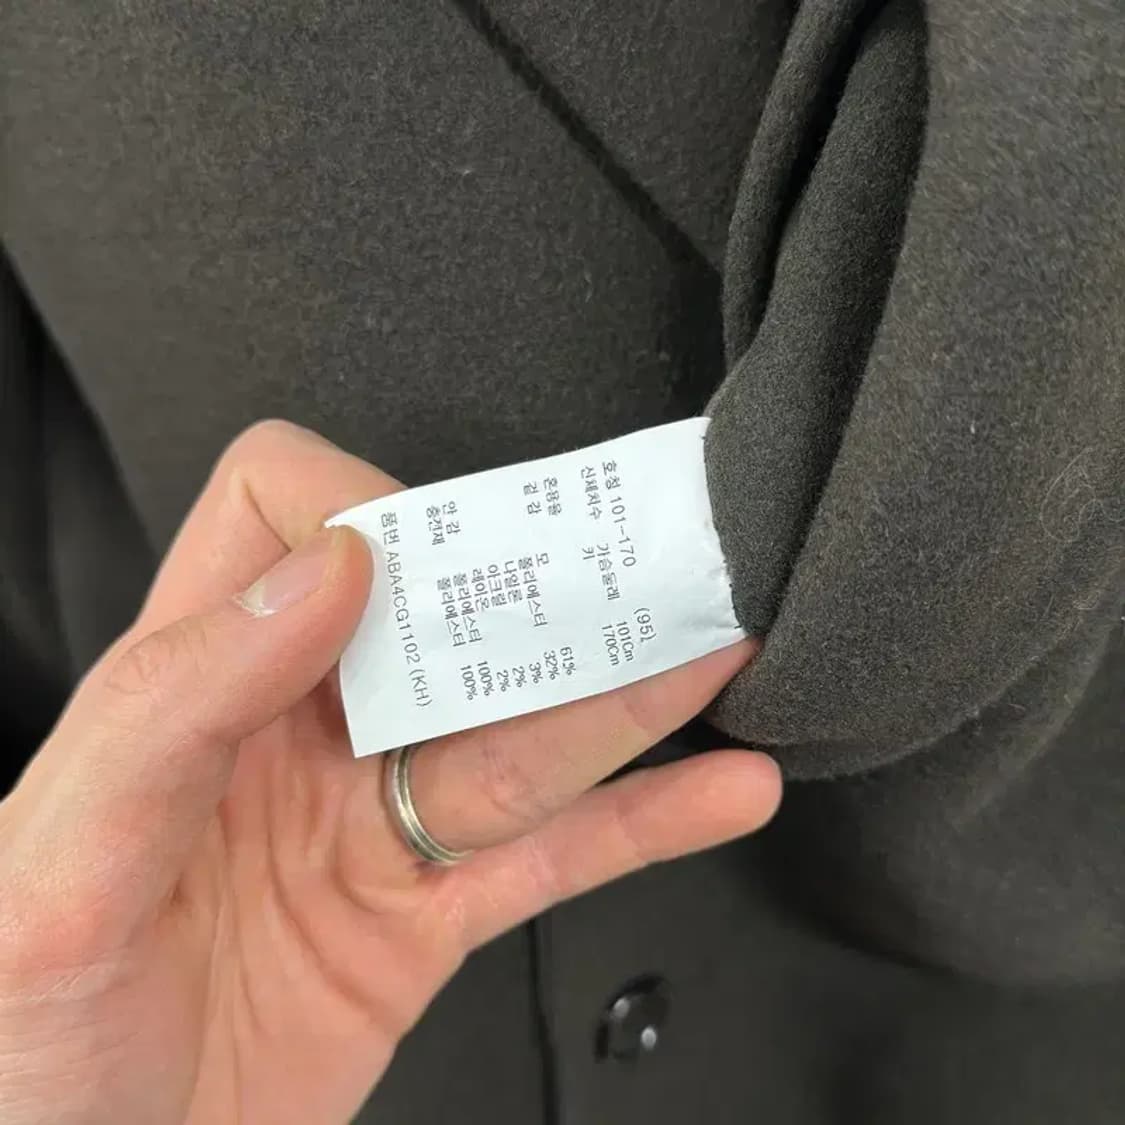 호칭 101-170 (95)
신체치수 가슴둘레 101Cm
키 170Cm
혼용율
겉 감 모 61%
폴리에스터 32%
나일론 3%
아크릴 2%
레이온 2%
안 감 폴리에스터 100%
충전재 폴리에스터 100%
품번 ABA4CG1102 (KH)